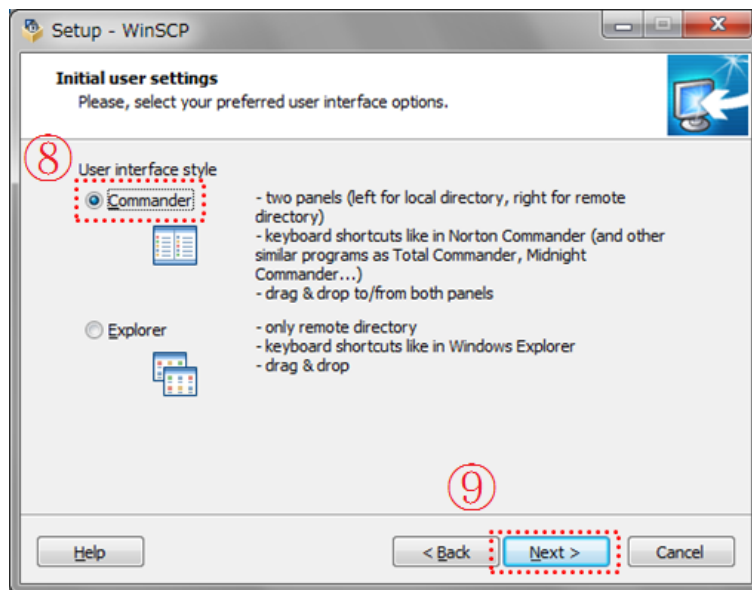 Setup - WinSCP
Initial user settings
Please, select your preferred user interface options.
⑧
User interface style
Commander
- two panels (left for local directory, right for remote
directory)
- keyboard shortcuts like in Norton Commander (and other
similar programs as Total Commander, Midnight
Commander...)
- drag & drop to/from both panels
Explorer
- only remote directory
- keyboard shortcuts like in Windows Explorer
- drag & drop
⑨
Help
< Back
Next >
Cancel